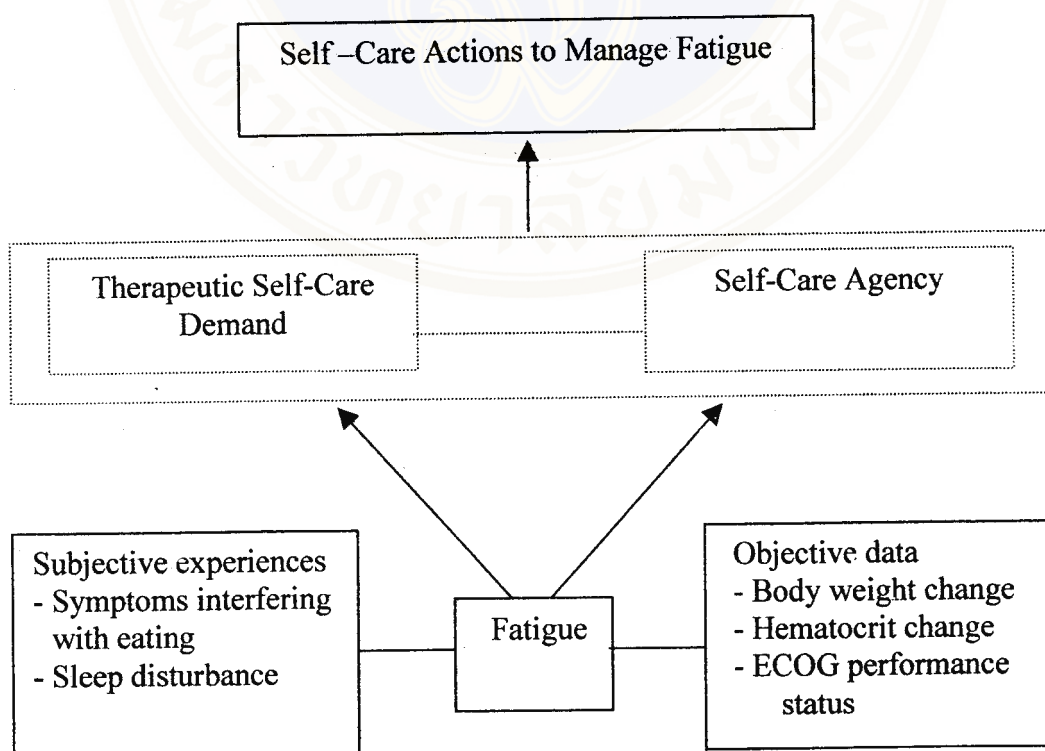 Self –Care Actions to Manage Fatigue
Therapeutic Self-Care
Demand
Self-Care Agency
Subjective experiences
- Symptoms interfering
with eating
- Sleep disturbance
Fatigue
Objective data
- Body weight change
- Hematocrit change
- ECOG performance
status